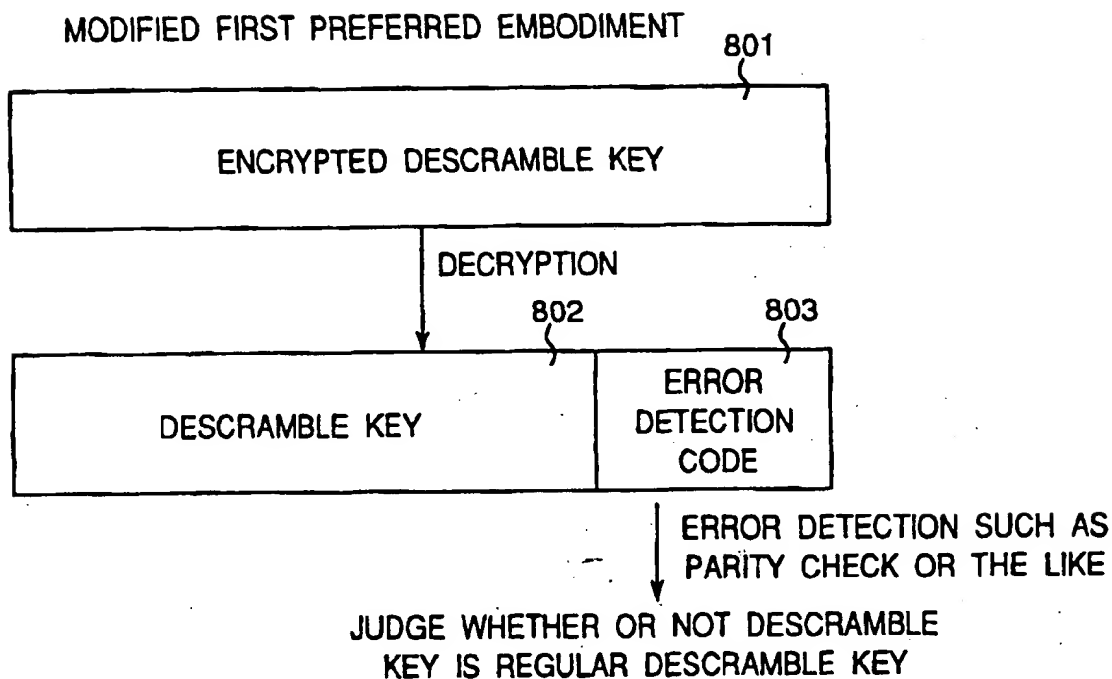 MODIFIED FIRST PREFERRED EMBODIMENT
801
ENCRYPTED DESCRAMBLE KEY
DECRYPTION
802
803
DESCRAMBLE KEY
ERROR
DETECTION
CODE
ERROR DETECTION SUCH AS
PARITY CHECK OR THE LIKE
JUDGE WHETHER OR NOT DESCRAMBLE
KEY IS REGULAR DESCRAMBLE KEY